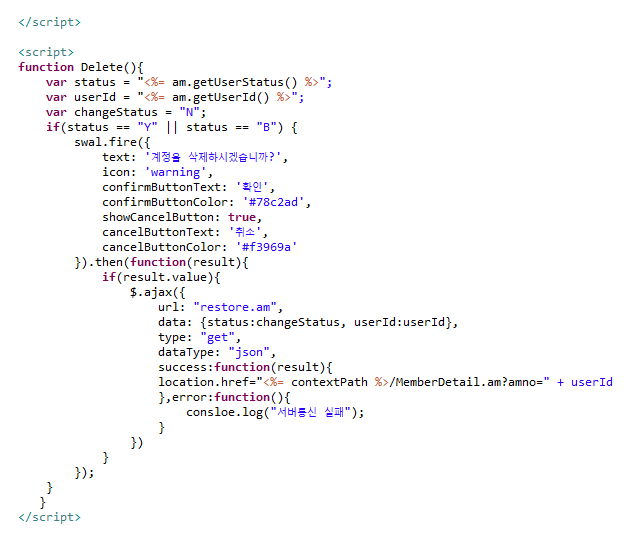 </script>
<script>
function Delete(){
    var status = "<%= am.getUserStatus() %>";
    var userId = "<%= am.getUserId() %>";
    var changeStatus = "N";
    if(status == "Y" || status == "B") {
        swal.fire({
            text: '계정을 삭제하시겠습니까?',
            icon: 'warning',
            confirmButtonText: '확인',
            confirmButtonColor: '#78c2ad',
            showCancelButton: true,
            cancelButtonText: '취소',
            cancelButtonColor: '#f3969a'
        }).then(function(result){
            if(result.value){
                $.ajax({
                    url: "restore.am",
                    data: {status:changeStatus, userId:userId},
                    type: "get",
                    dataType: "json",
                    success:function(result){
                    location.href="<%= contextPath %>/MemberDetail.am?amno=" + userId
                    },error:function(){
                        consloe.log("서버통신 실패");
                    }
                })
            }
        });
    }
   }
</script>